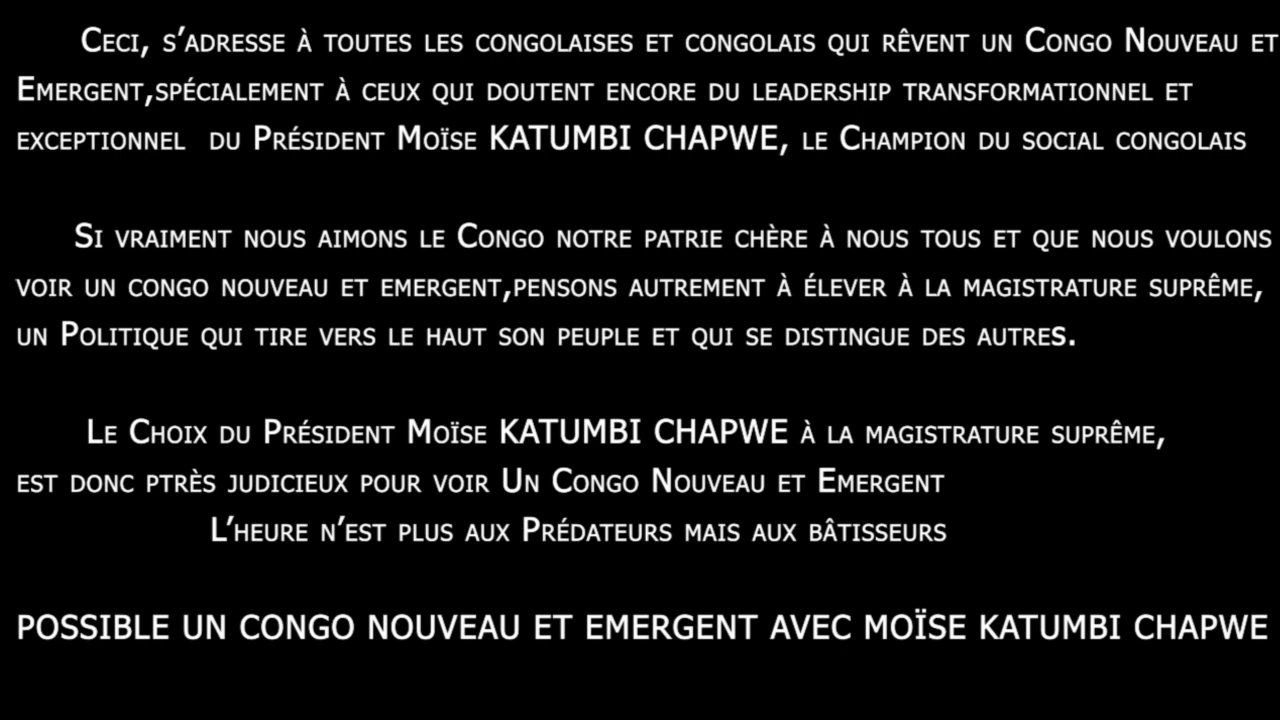 Ceci, s’adresse à toutes les congolaises et congolais qui rêvent un Congo Nouveau et
Emergent,spécialement à ceux qui doutent encore du leadership transformationnel et
exceptionnel du Président Moïse KATUMBI CHAPWE, le Champion du social congolais
Si vraiment nous aimons le Congo notre patrie chère à nous tous et que nous voulons
voir un congo nouveau et emergent,pensons autrement à élever à la magistrature suprême,
un Politique qui tire vers le haut son peuple et qui se distingue des autres.
Le Choix du Président Moïse KATUMBI CHAPWE à la magistrature suprême,
est donc ptrès judicieux pour voir Un Congo Nouveau et Emergent
L’heure n’est plus aux Prédateurs mais aux bâtisseurs
POSSIBLE UN CONGO NOUVEAU ET EMERGENT AVEC MOÏSE KATUMBI CHAPWE